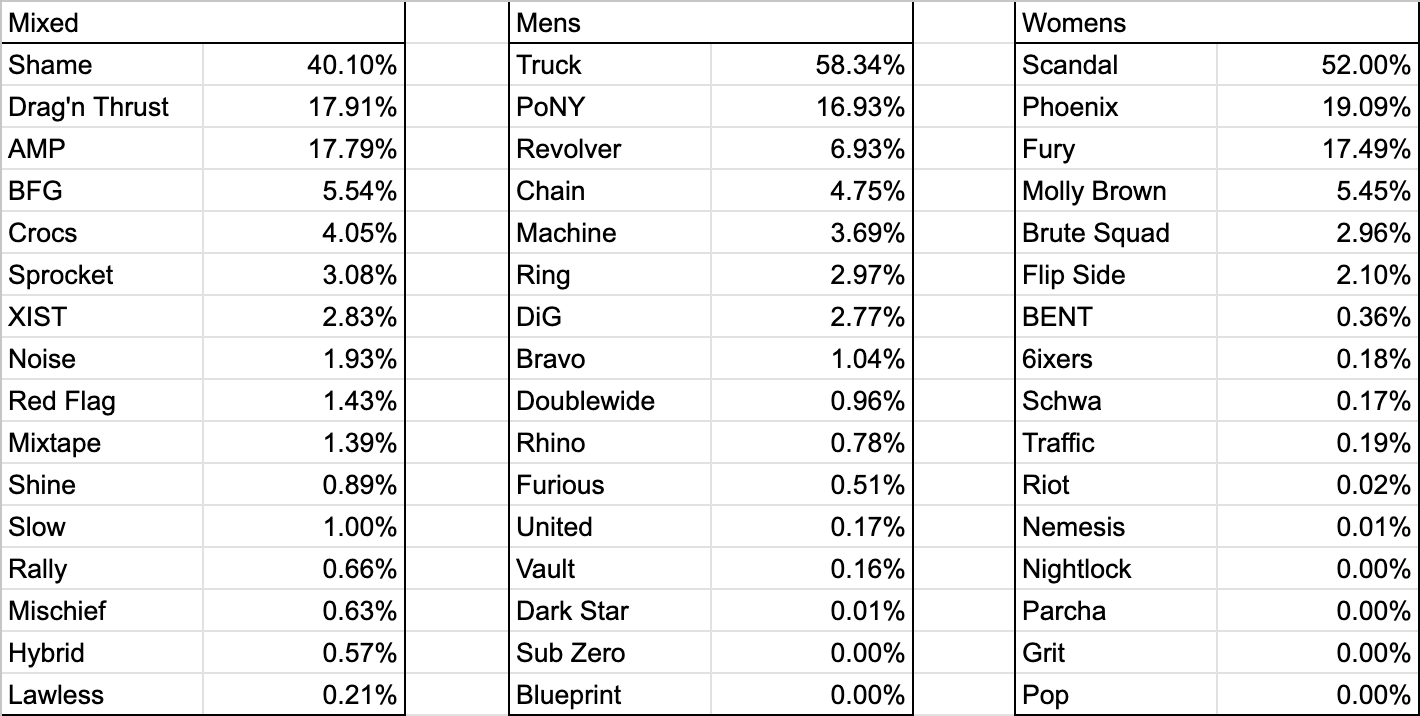 Mixed Mens Womens
Shame 40.10% Truck 58.34% Scandal 52.00%
Drag'n Thrust 17.91% PoNY 16.93% Phoenix 19.09%
AMP 17.79% Revolver 6.93% Fury 17.49%
BFG 5.54% Chain 4.75% Molly Brown 5.45%
Crocs 4.05% Machine 3.69% Brute Squad 2.96%
Sprocket 3.08% Ring 2.97% Flip Side 2.10%
XIST 2.83% DiG 2.77% BENT 0.36%
Noise 1.93% Bravo 1.04% 6ixers 0.18%
Red Flag 1.43% Doublewide 0.96% Schwa 0.17%
Mixtape 1.39% Rhino 0.78% Traffic 0.19%
Shine 0.89% Furious 0.51% Riot 0.02%
Slow 1.00% United 0.17% Nemesis 0.01%
Rally 0.66% Vault 0.16% Nightlock 0.00%
Mischief 0.63% Dark Star 0.01% Parcha 0.00%
Hybrid 0.57% Sub Zero 0.00% Grit 0.00%
Lawless 0.21% Blueprint 0.00% Pop 0.00%